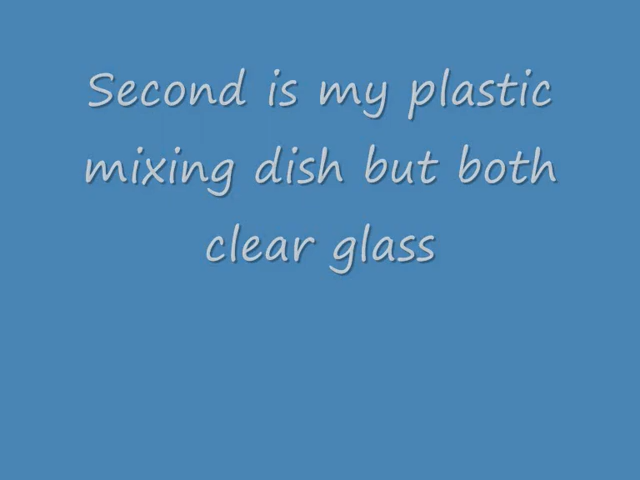 Second is my plastic
mixing dish but both
clear glass